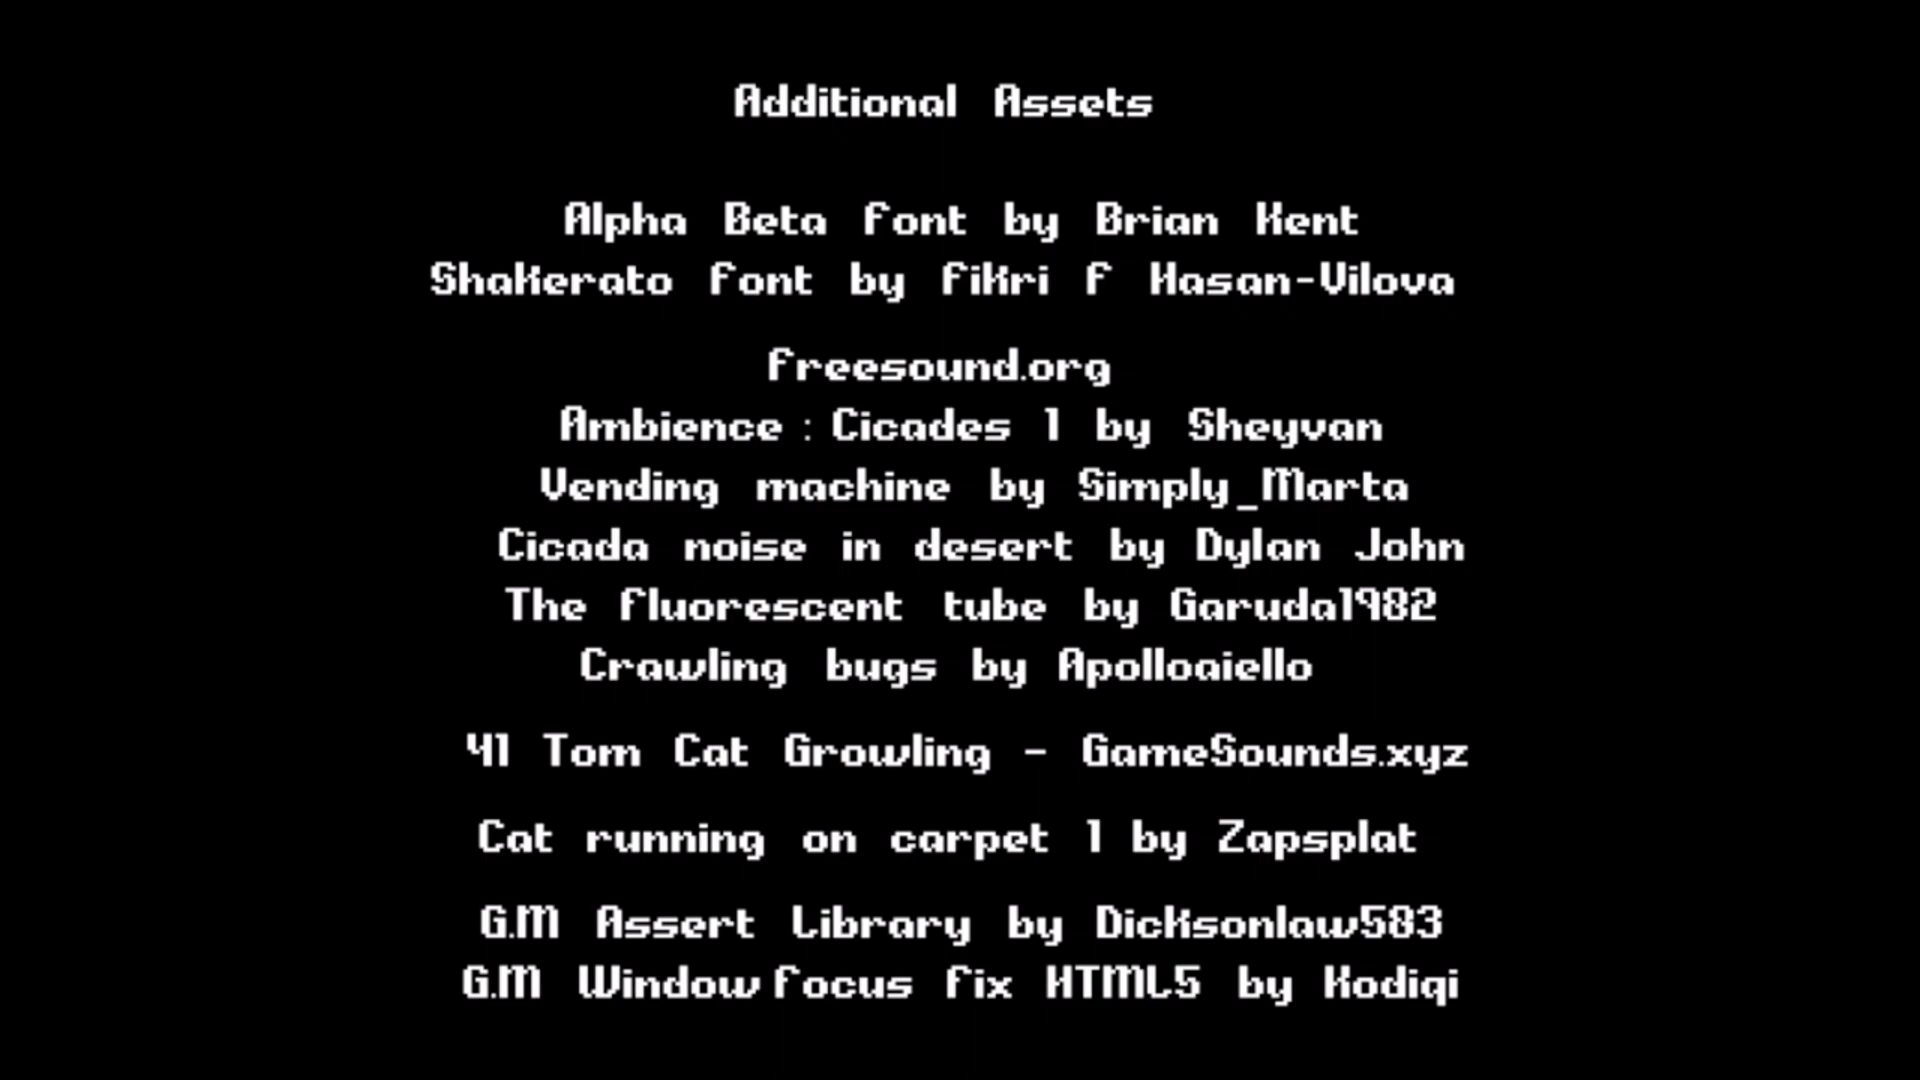 Additional Assets
Alpha Beta font by Brian Kent
Shakerato font by Fikri F Hasan-Vilova
freesound.org
Ambience : Cicades 1 by Sheyvan
Vending machine by Simply_Marta
Cicada noise in desert by Dylan John
The fluorescent tube by Garuda1982
Crawling bugs by Apolloaiello
41 Tom Cat Growling - GameSounds.xyz
Cat running on carpet 1 by Zapsplat
G.M Assert Library by Dicksonlaw583
G.M Window focus fix HTML5 by Kodiqi